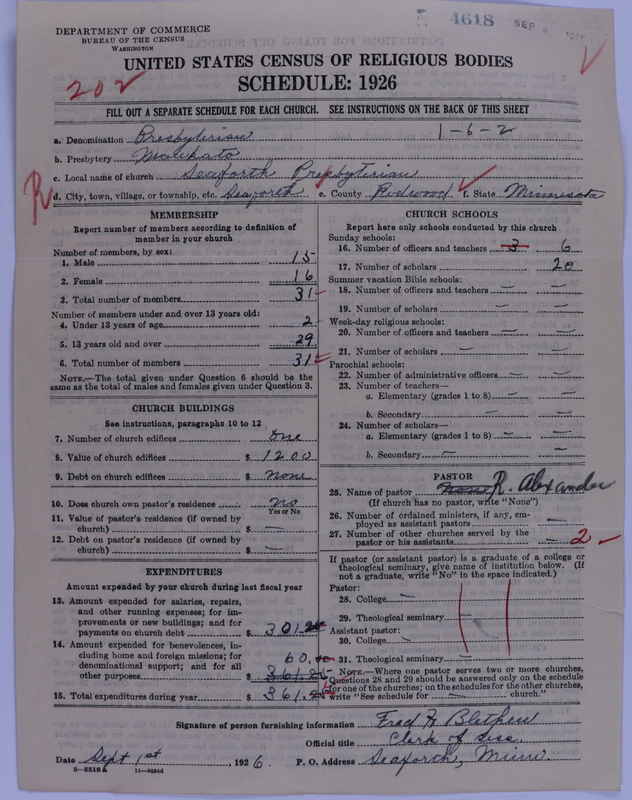 4618 SEP
DEPARTMENT OF COMMERCE
BUREAU OF THE CENSUS
WASHINGTON
UNITED STATES CENSUS OF RELIGIOUS BODIES
202
SCHEDULE: 1926
FILL OUT A SEPARATE SCHEDULE FOR EACH CHURCH. SEE INSTRUCTIONS ON THE BACK OF THIS SHEET
a. Denomination Presbyterian 1-6-2
b. Presbytery Mankato
c. Local name of church Seaforth Presbyterian
R
d. City, town, village, or township, etc. Seaforth e. County Redwood f. State Minnesota
MEMBERSHIP
Report number of members according to definition of
member in your church
Number of members, by sex:
1. Male 15
2. Female 16
3. Total number of members 31
Number of members under and over 13 years old:
4. Under 13 years of age 2
5. 13 years old and over 29
6. Total number of members 31
NOTE.—The total given under Question 6 should be
same as the total of males and females given under Question 3.
CHURCH BUILDINGS
See instructions, paragraphs 10 to 12
7. Number of church edifices One
8. Value of church edifices $ 1200
9. Debt on church edifices $ None
10. Does church own pastor's residence no
Yes or No
11. Value of pastor's residence (if owned by
church) $ —
12. Debt on pastor's residence (if owned by
church) $ —
EXPENDITURES
Amount expended by your church during last fiscal year
13. Amount expended for salaries, repairs,
and other running expenses; for im-
provements or new buildings; and for
payments on church debt $ 301.25
14. Amount expended for benevolences, in-
cluding home and foreign missions; for 60.00
denominational support; and for all
other purposes $ 361.25
15. Total expenditures during year $ 361.25
CHURCH SCHOOLS
Report here only schools conducted by this church
Sunday schools:
16. Number of officers and teachers 3 6
17. Number of scholars 20
Summer vacation Bible schools:
18. Number of officers and teachers — —
19. Number of scholars — —
Week-day religious schools:
20. Number of officers and teachers — —
21. Number of scholars — —
Parochial schools:
22. Number of administrative officers — —
23. Number of teachers—
a. Elementary (grades 1 to 8) — —
b. Secondary — —
24. Number of scholars—
a. Elementary (grades 1 to 8) — —
b. Secondary — —
PASTOR
25. Name of pastor none R. Alexander
(If church has no pastor, write "None")
26. Number of ordained ministers, if any, em-
ployed as assistant pastors —
27. Number of other churches served by the
pastor or his assistants — 2
If pastor (or assistant pastor) is a graduate of a college or
theological seminary, give name of institution below. (If
not a graduate, write "No" in the space indicated.)
Pastor:
28. College —
29. Theological seminary —
Assistant pastor:
30. College —
31. Theological seminary —
NOTE.—Where one pastor serves two or more churches,
Questions 28 and 29 should be answered only on the schedule
for one of the churches; on the schedules for the other churches,
write "See schedule for — church."
Signature of person furnishing information Fred H Blethen
Official title Clerk of Sess.
Date Sept 1st, 1926. P. O. Address Seaforth, Minn.
8—5518 a 11—9054d